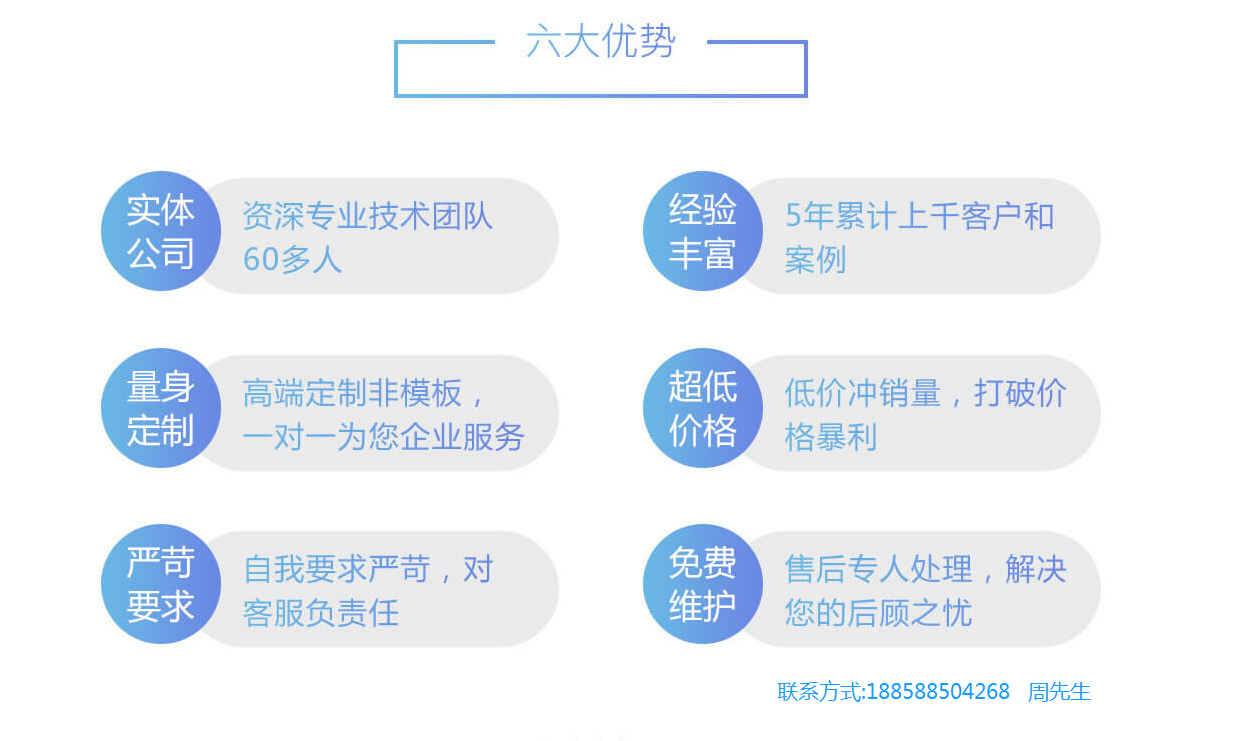 六大优势
实体
公司
资深专业技术团队
60多人
经验
丰富
5年累计上千客户和
案例
量身
定制
高端定制非模板，
一对一为您企业服务
超低
价格
低价冲销量，打破价
格暴利
严苛
要求
自我要求严苛，对
客服负责任
免费
维护
售后专人处理，解决
您的后顾之忧
联系方式:188588504268 周先生